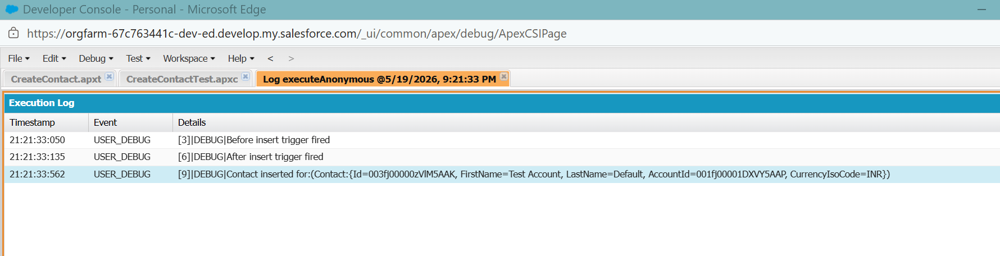 Developer Console - Personal - Microsoft Edge
https://orgfarm-67c763441c-dev-ed.develop.my.salesforce.com/_ui/common/apex/debug/ApexCSIPage
File Edit Debug Test Workspace Help < >
CreateContact.apxt CreateContactTest.apxc Log executeAnonymous @5/19/2026, 9:21:33 PM
Execution Log
Timestamp Event Details
21:21:33:050 USER_DEBUG [3]|DEBUG|Before insert trigger fired
21:21:33:135 USER_DEBUG [6]|DEBUG|After insert trigger fired
21:21:33:562 USER_DEBUG [9]|DEBUG|Contact inserted for:(Contact:{Id=003fj00000zVlM5AAK, FirstName=Test Account, LastName=Default, AccountId=001fj00001DXVY5AAP, CurrencyIsoCode=INR})